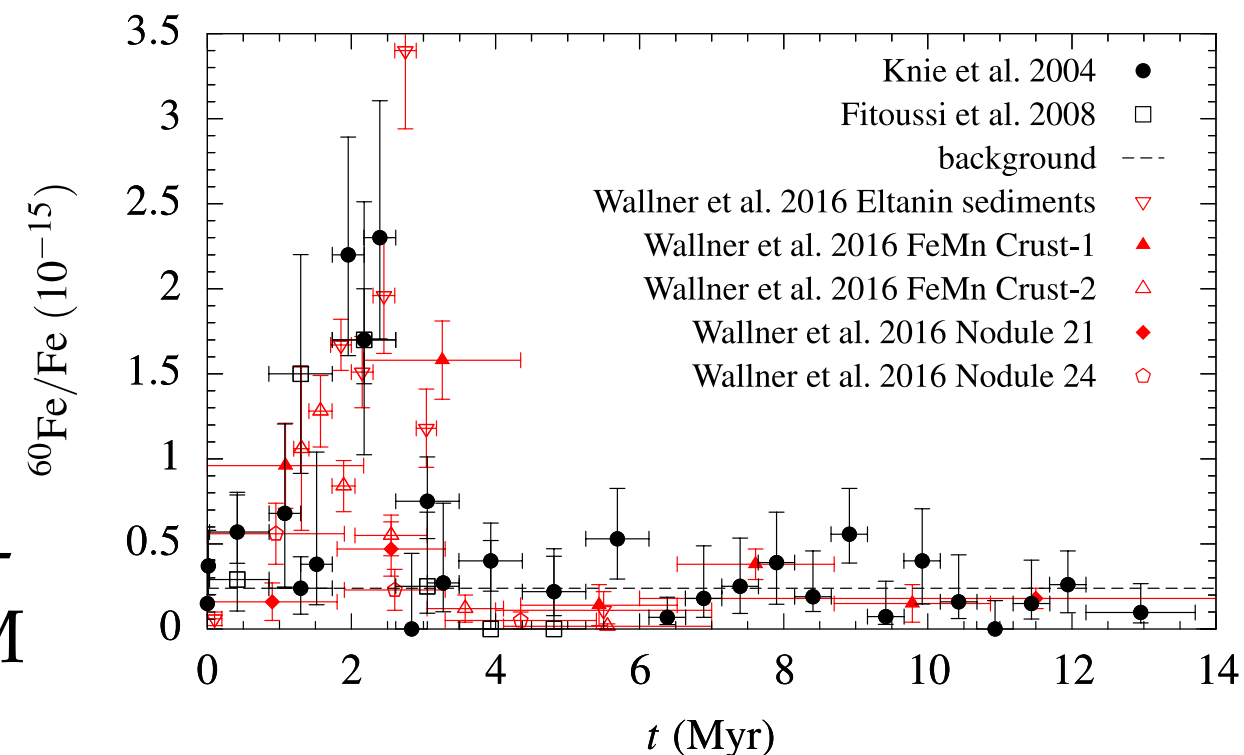 3.5
3
2.5
2
1.5
1
0.5
0
⁶⁰Fe/Fe (10⁻¹⁵)
Knie et al. 2004
Fitoussi et al. 2008
background
Wallner et al. 2016 Eltanin sediments
Wallner et al. 2016 FeMn Crust-1
Wallner et al. 2016 FeMn Crust-2
Wallner et al. 2016 Nodule 21
Wallner et al. 2016 Nodule 24
M
0 2 4 6 8 10 12 14
t (Myr)